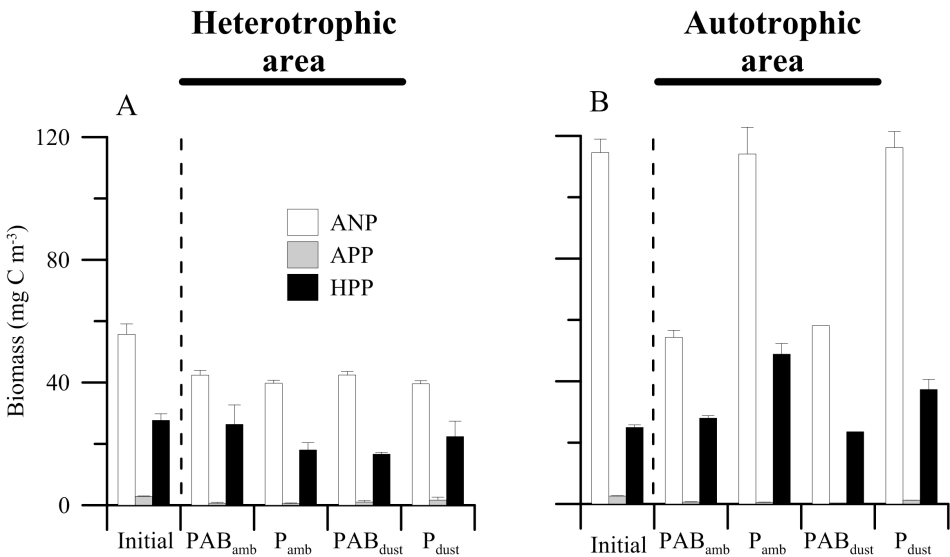 Heterotrophic
area
Autotrophic
area
A
B
120
80
40
0
Biomass (mg C m-3)
ANP
APP
HPP
Initial PABamb Pamb PABdust Pdust
Initial PABamb Pamb PABdust Pdust